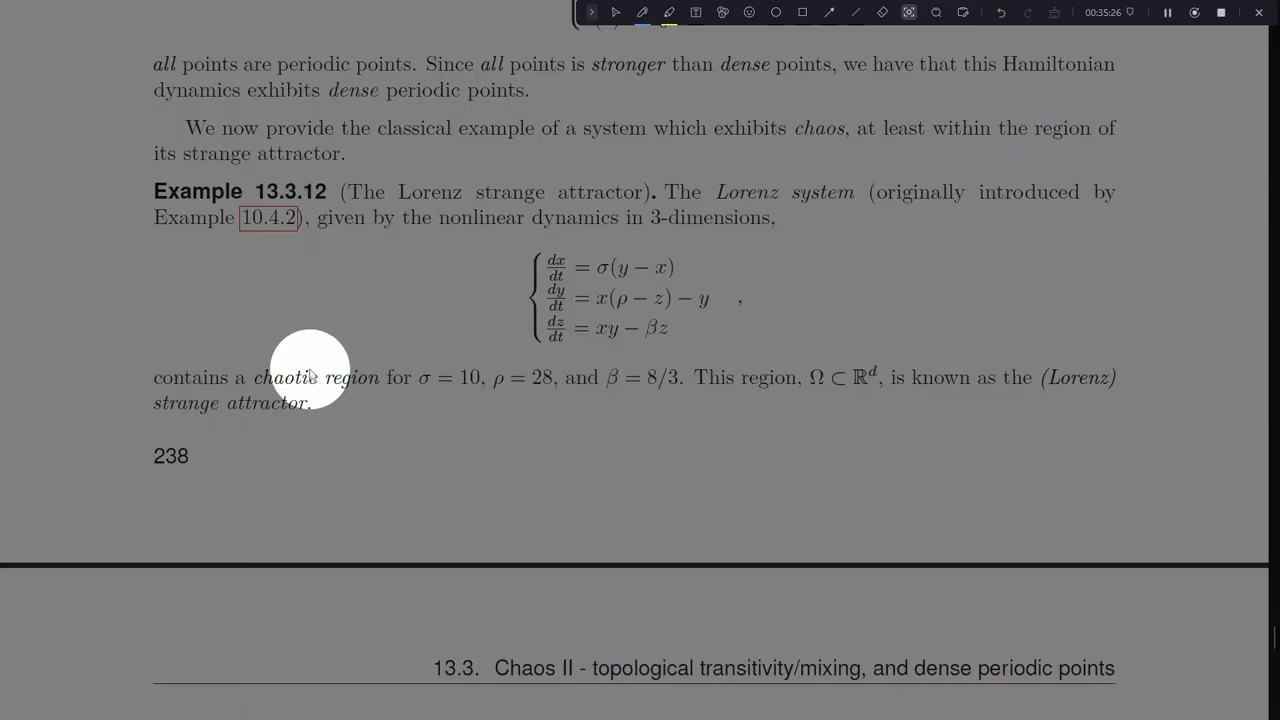 00:35:26
all points are periodic points. Since all points is stronger than dense points, we have that this Hamiltonian
dynamics exhibits dense periodic points.
We now provide the classical example of a system which exhibits chaos, at least within the region of
its strange attractor.
Example 13.3.12 (The Lorenz strange attractor). The Lorenz system (originally introduced by
Example 10.4.2), given by the nonlinear dynamics in 3-dimensions,
dx/dt = σ(y − x)
dy/dt = x(ρ − z) − y ,
dz/dt = xy − βz
contains a chaotic region for σ = 10, ρ = 28, and β = 8/3. This region, Ω ⊂ ℝᵈ, is known as the (Lorenz)
strange attractor.
238
13.3. Chaos II - topological transitivity/mixing, and dense periodic points